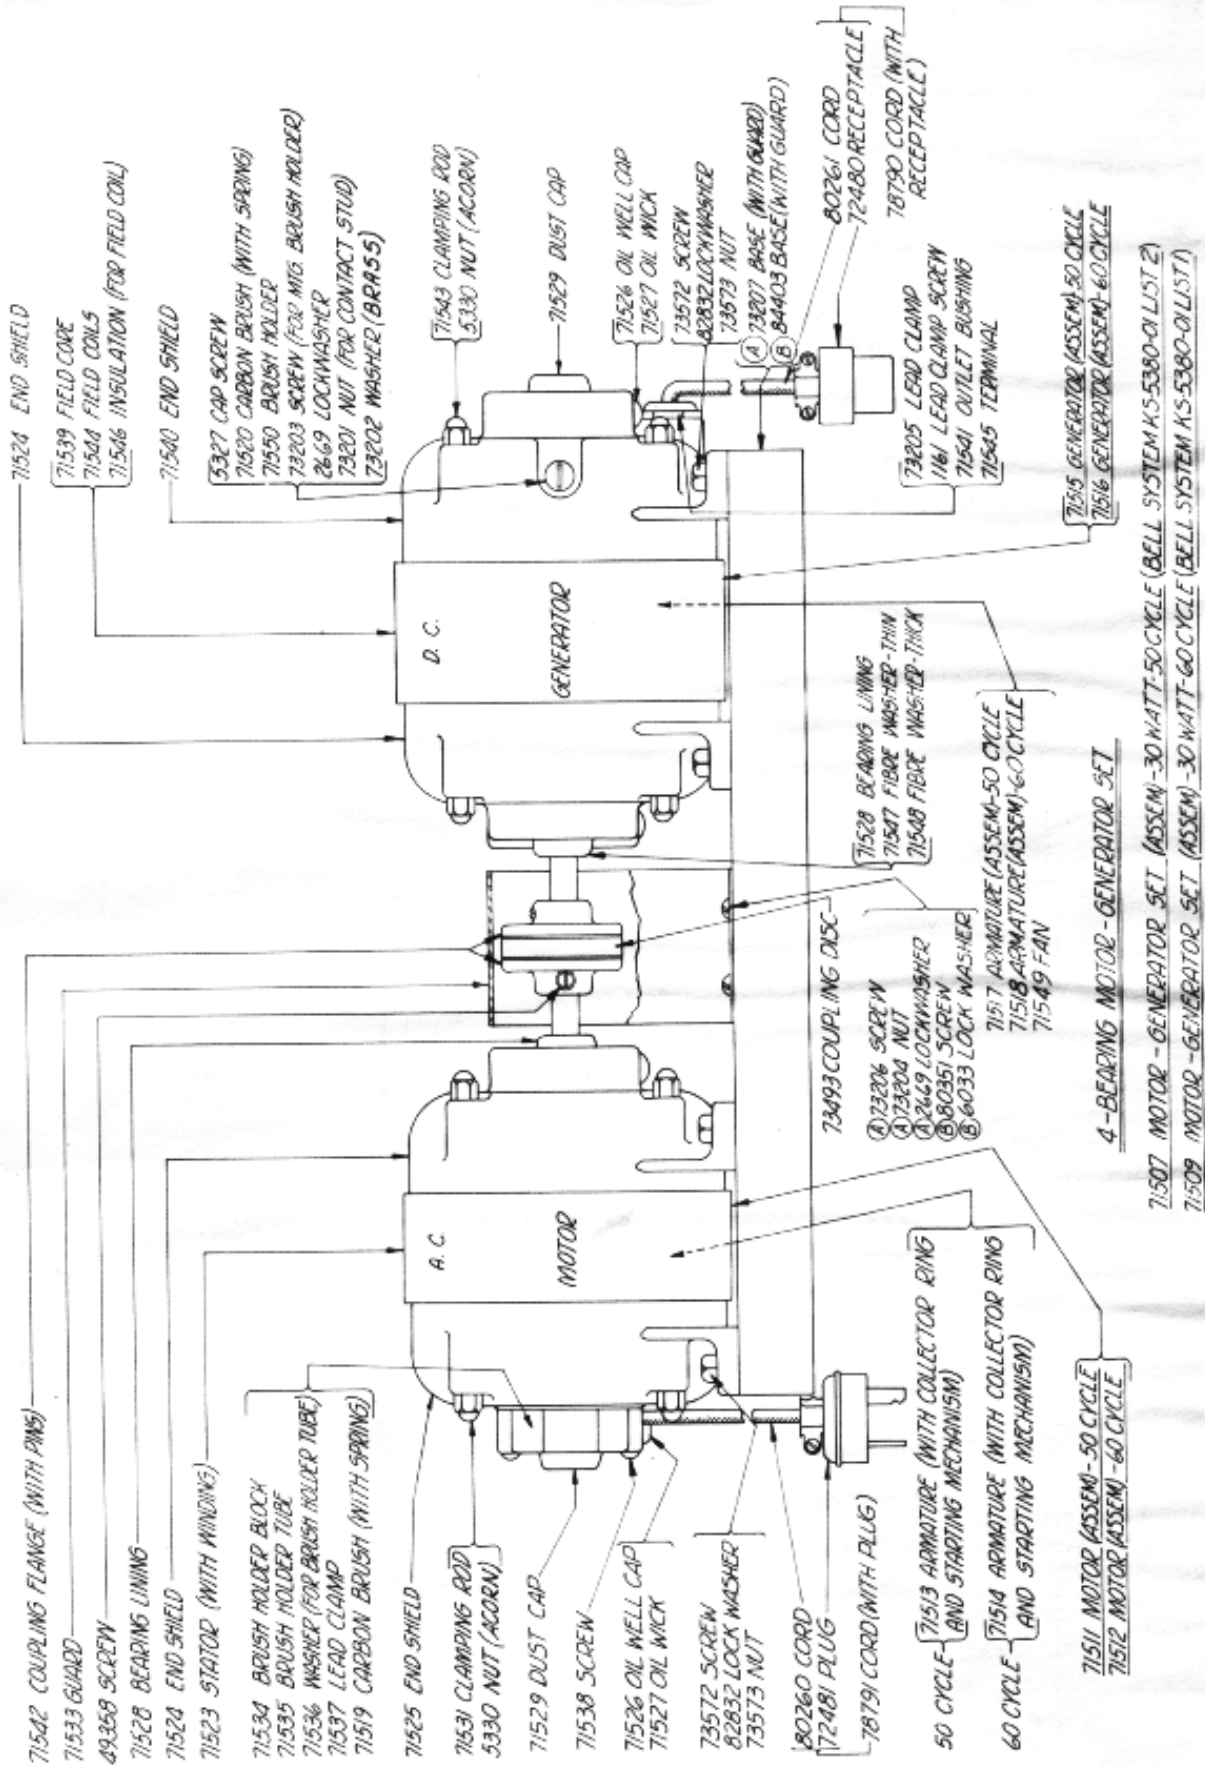 71542 COUPLING FLANGE (WITH PINS)
71533 GUARD
49358 SCREW
71528 BEARING LINING
71524 END SHIELD
71523 STATOR (WITH WINDING)
71534 BRUSH HOLDER BLOCK
71535 BRUSH HOLDER TUBE
71536 WASHER (FOR BRUSH HOLDER TUBE)
71537 LEAD CLAMP
71519 CARBON BRUSH (WITH SPRING)
71525 END SHIELD
71531 CLAMPING ROD
5330 NUT (ACORN)
71529 DUST CAP
71538 SCREW
71526 OIL WELL CAP
71527 OIL WICK
73572 SCREW
82832 LOCK WASHER
73573 NUT
80260 CORD
72481 PLUG
78791 CORD (WITH PLUG)
50 CYCLE
71513 ARMATURE (WITH COLLECTOR RING
AND STARTING MECHANISM)
60 CYCLE
71514 ARMATURE (WITH COLLECTOR RING
AND STARTING MECHANISM)
71511 MOTOR (ASSEM)-50 CYCLE
71512 MOTOR (ASSEM)-60 CYCLE
A.C.
MOTOR
D.C.
GENERATOR
71524 END SHIELD
71539 FIELD CORE
71544 FIELD COILS
71546 INSULATION (FOR FIELD COIL)
71540 END SHIELD
5327 CAP SCREW
71520 CARBON BRUSH (WITH SPRING)
71550 BRUSH HOLDER
73203 SCREW (FOR MTG. BRUSH HOLDER)
2669 LOCKWASHER
73201 NUT (FOR CONTACT STUD)
73202 WASHER (BRASS)
71543 CLAMPING ROD
5330 NUT (ACORN)
71529 DUST CAP
71526 OIL WELL CAP
71527 OIL WICK
73572 SCREW
82832 LOCKWASHER
73573 NUT
A 73207 BASE (WITH GUARD)
B 84403 BASE (WITH GUARD)
80261 CORD
72480 RECEPTACLE
78790 CORD (WITH
RECEPTACLE)
73205 LEAD CLAMP
1161 LEAD CLAMP SCREW
71541 OUTLET BUSHING
71545 TERMINAL
71515 GENERATOR (ASSEM)-50 CYCLE
71516 GENERATOR (ASSEM)-60 CYCLE
71528 BEARING LINING
71547 FIBRE WASHER-THIN
71548 FIBRE WASHER-THICK
73493 COUPLING DISC
A 73206 SCREW
A 73204 NUT
A 2669 LOCKWASHER
B 80351 SCREW
B 6033 LOCK WASHER
71517 ARMATURE (ASSEM)-50 CYCLE
71518 ARMATURE (ASSEM)-60 CYCLE
71549 FAN
4-BEARING MOTOR-GENERATOR SET
71507 MOTOR-GENERATOR SET (ASSEM)-30 WATT-50 CYCLE (BELL SYSTEM KS-5380-01 LIST 2)
71509 MOTOR-GENERATOR SET (ASSEM)-30 WATT-60 CYCLE (BELL SYSTEM KS-5380-01 LIST 1)